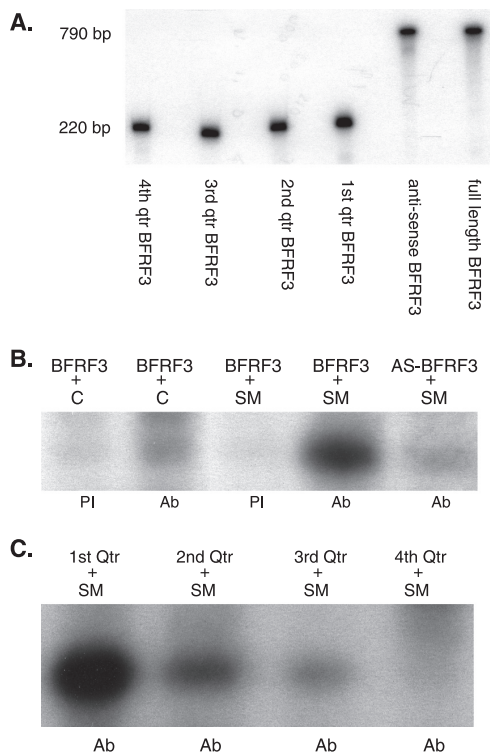 A.
790 bp
220 bp
4th qtr BFRF3
3rd qtr BFRF3
2nd qtr BFRF3
1st qtr BFRF3
anti-sense BFRF3
full length BFRF3
B.
BFRF3 BFRF3 BFRF3 BFRF3 AS-BFRF3
+ + + + +
C C SM SM SM
PI Ab PI Ab Ab
C.
1st Qtr 2nd Qtr 3rd Qtr 4th Qtr
+ + + +
SM SM SM SM
Ab Ab Ab Ab